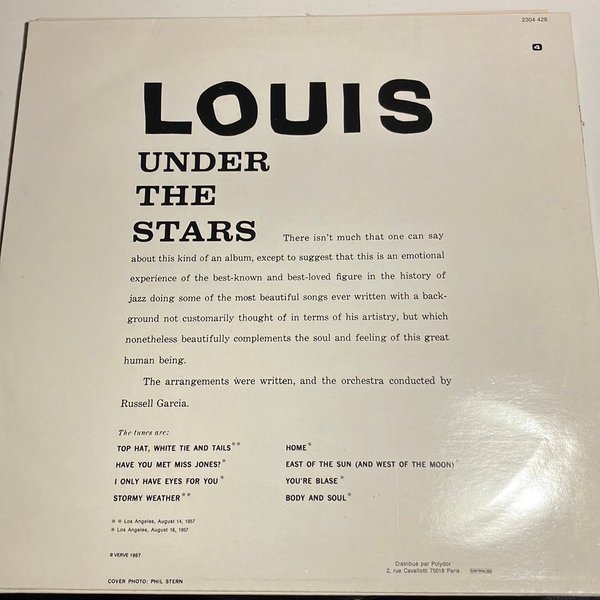 2304 428
4
LOUIS
UNDER
THE
STARS
There isn't much that one can say
about this kind of an album, except to suggest that this is an emotional
experience of the best-known and best-loved figure in the history of
jazz doing some of the most beautiful songs ever written with a back-
ground not customarily thought of in terms of his artistry, but which
nonetheless beautifully complements the soul and feeling of this great
human being.
The arrangements were written, and the orchestra conducted by
Russell Garcia.
The tunes are:
TOP HAT, WHITE TIE AND TAILS**
HAVE YOU MET MISS JONES?*
I ONLY HAVE EYES FOR YOU*
STORMY WEATHER**
HOME*
EAST OF THE SUN (AND WEST OF THE MOON)*
YOU'RE BLASE*
BODY AND SOUL*
** Los Angeles, August 14, 1957
* Los Angeles, August 16, 1957
© VERVE 1957
Distribué par Polydor
2, rue Cavallotti 75018 Paris
COVER PHOTO: PHIL STERN